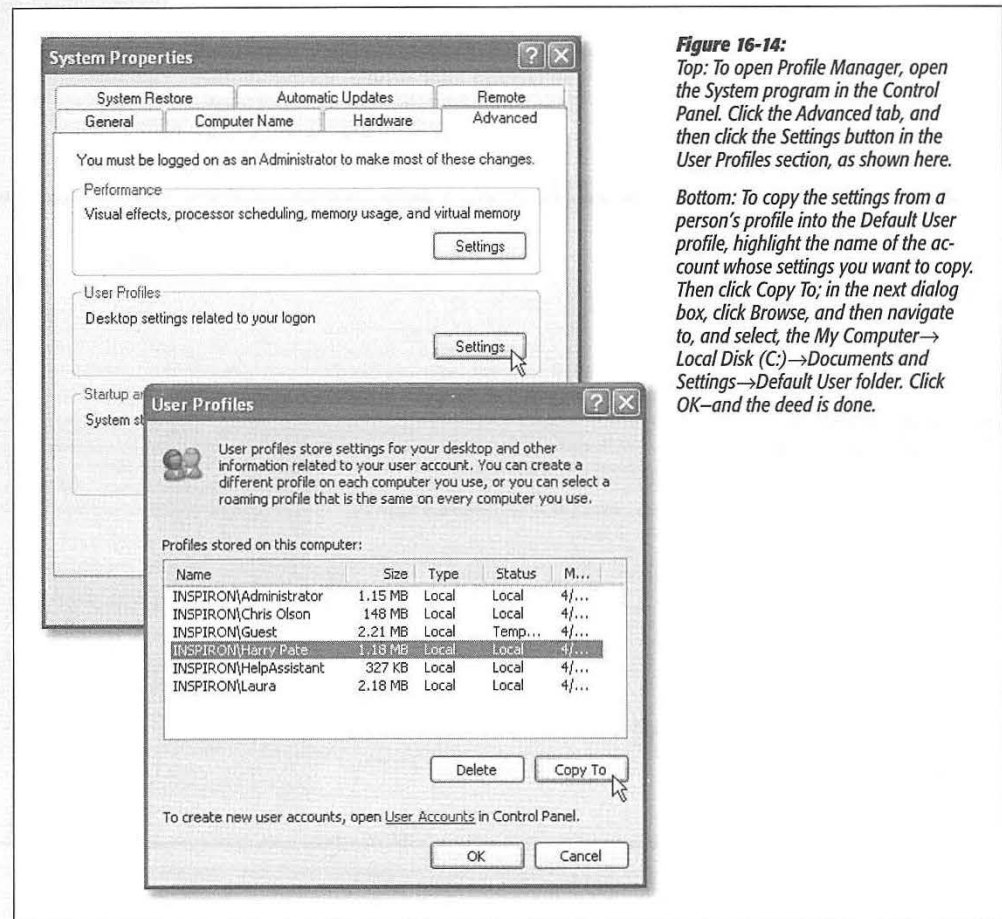 System Properties
System Restore
Automatic Updates
Remote
General
Computer Name
Hardware
Advanced
You must be logged on as an Administrator to make most of these changes.
Performance
Visual effects, processor scheduling, memory usage, and virtual memory
Settings
User Profiles
Desktop settings related to your logon
Settings
Startup a
System st
User Profiles
User profiles store settings for your desktop and other
information related to your user account. You can create a
different profile on each computer you use, or you can select a
roaming profile that is the same on every computer you use.
Profiles stored on this computer:
Name Size Type Status M...
INSPIRON\Administrator 1.15 MB Local Local 4/...
INSPIRON\Chris Olson 148 MB Local Local 4/...
INSPIRON\Guest 2.21 MB Local Temp... 4/...
INSPIRON\Harry Pate 1.18 MB Local Local 4/...
INSPIRON\HelpAssistant 327 KB Local Local 4/...
INSPIRON\Laura 2.18 MB Local Local 4/...
Delete
Copy To
To create new user accounts, open User Accounts in Control Panel.
OK
Cancel
Figure 16-14:
Top: To open Profile Manager, open
the System program in the Control
Panel. Click the Advanced tab, and
then click the Settings button in the
User Profiles section, as shown here.
Bottom: To copy the settings from a
person's profile into the Default User
profile, highlight the name of the ac-
count whose settings you want to copy.
Then click Copy To; in the next dialog
box, click Browse, and then navigate
to, and select, the My Computer→
Local Disk (C:)→Documents and
Settings→Default User folder. Click
OK—and the deed is done.